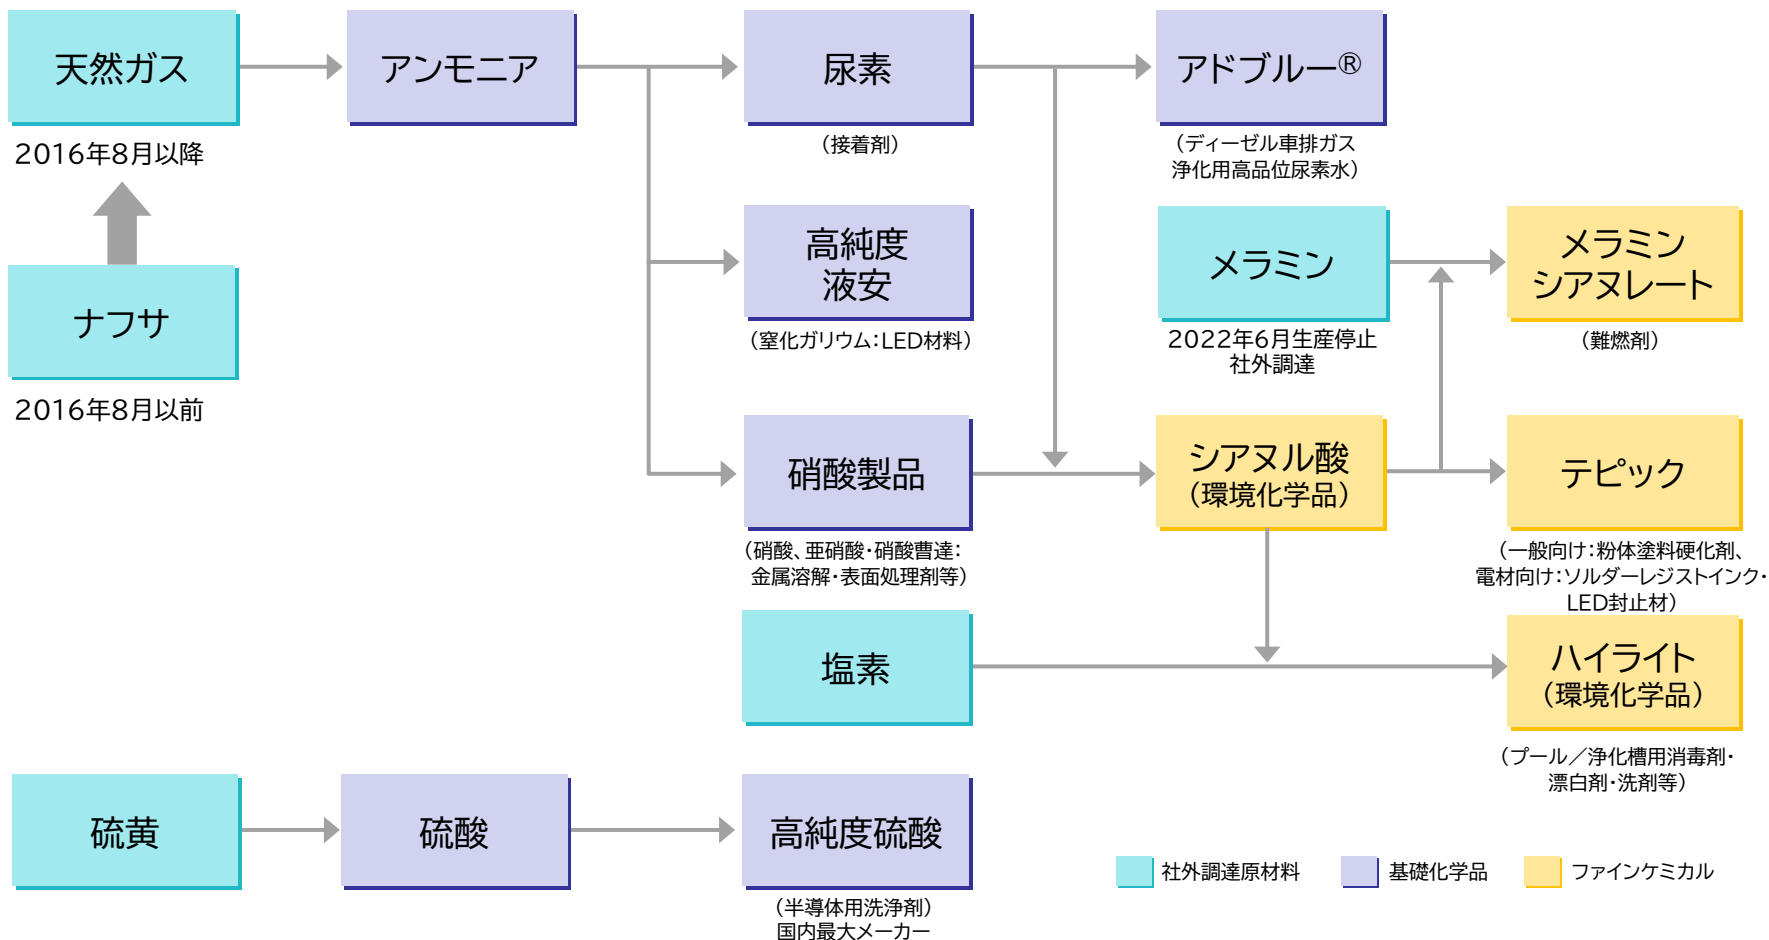 天然ガス
2016年8月以降
ナフサ
2016年8月以前
アンモニア
尿素
（接着剤）
アドブルー®
（ディーゼル車排ガス
浄化用高品位尿素水）
高純度
液安
（窒化ガリウム：LED材料）
メラミン
2022年6月生産停止
社外調達
メラミン
シアヌレート
（難燃剤）
硝酸製品
（硝酸、亜硝酸・硝酸曹達：
金属溶解・表面処理剤等）
シアヌル酸
（環境化学品）
テピック
（一般向け：粉体塗料硬化剤、
電材向け：ソルダーレジストインク・
LED封止材）
塩素
ハイライト
（環境化学品）
（プール／浄化槽用消毒剤・
漂白剤・洗剤等）
硫黄
硫酸
高純度硫酸
（半導体用洗浄剤）
国内最大メーカー
社外調達原材料
基礎化学品
ファインケミカル